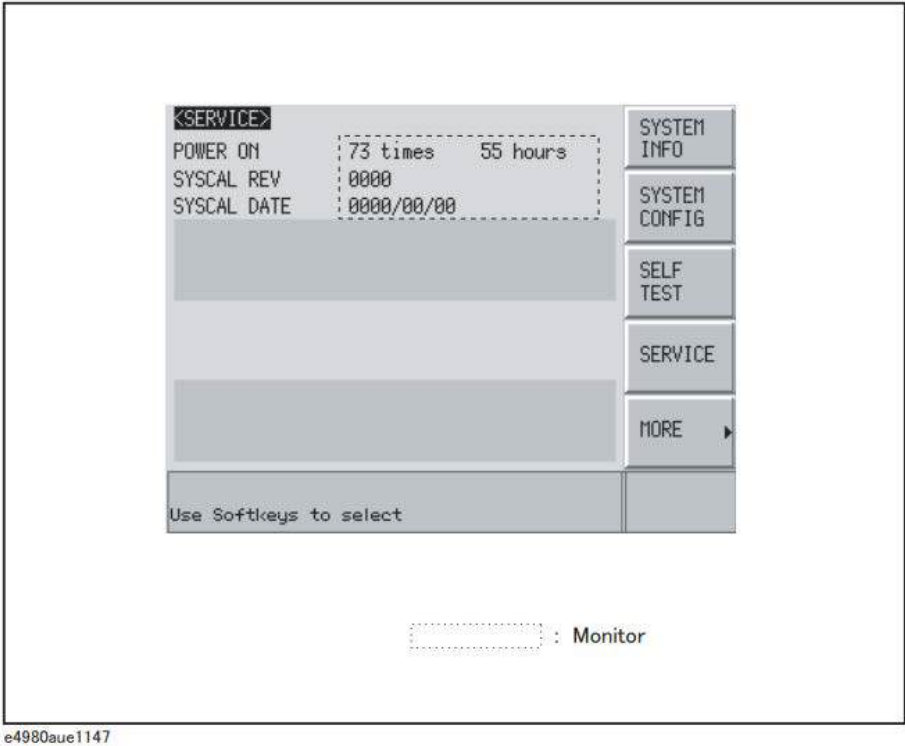 <SERVICE>
POWER ON 73 times 55 hours
SYSCAL REV 0000
SYSCAL DATE 0000/00/00
SYSTEM
INFO
SYSTEM
CONFIG
SELF
TEST
SERVICE
MORE
Use Softkeys to select
: Monitor
e4980aue1147